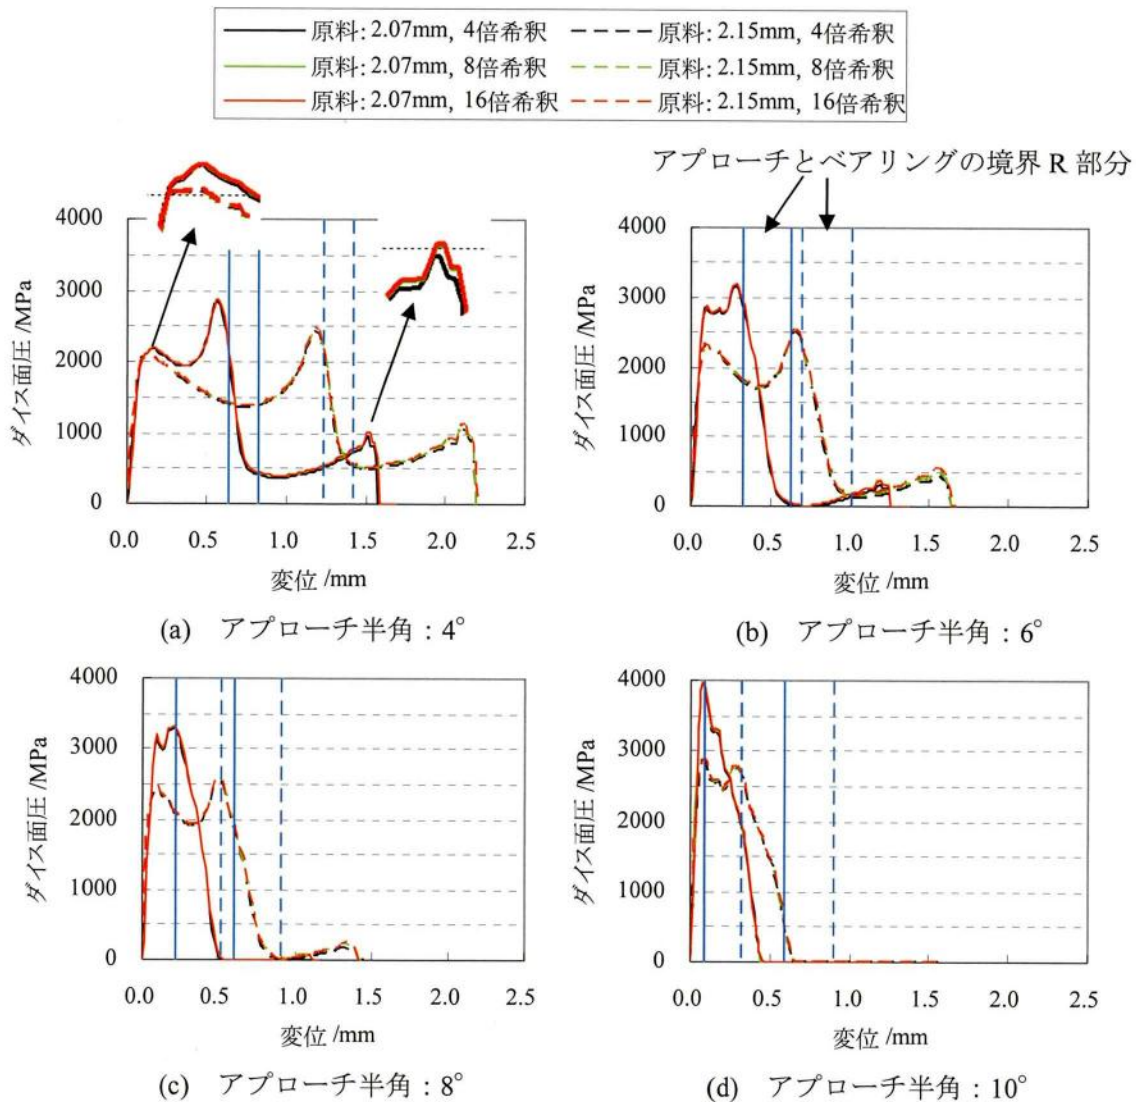 原料: 2.07mm, 4倍希釈 原料: 2.15mm, 4倍希釈
原料: 2.07mm, 8倍希釈 原料: 2.15mm, 8倍希釈
原料: 2.07mm, 16倍希釈 原料: 2.15mm, 16倍希釈
アプローチとベアリングの境界 R 部分
ダイス面圧 /MPa
4000
3000
2000
1000
0
0.0 0.5 1.0 1.5 2.0 2.5
変位 /mm
(a) アプローチ半角 : 4°
ダイス面圧 /MPa
4000
3000
2000
1000
0
0.0 0.5 1.0 1.5 2.0 2.5
変位 /mm
(b) アプローチ半角 : 6°
ダイス面圧 /MPa
4000
3000
2000
1000
0
0.0 0.5 1.0 1.5 2.0 2.5
変位 /mm
(c) アプローチ半角 : 8°
ダイス面圧 /MPa
4000
3000
2000
1000
0
0.0 0.5 1.0 1.5 2.0 2.5
変位 /mm
(d) アプローチ半角 : 10°